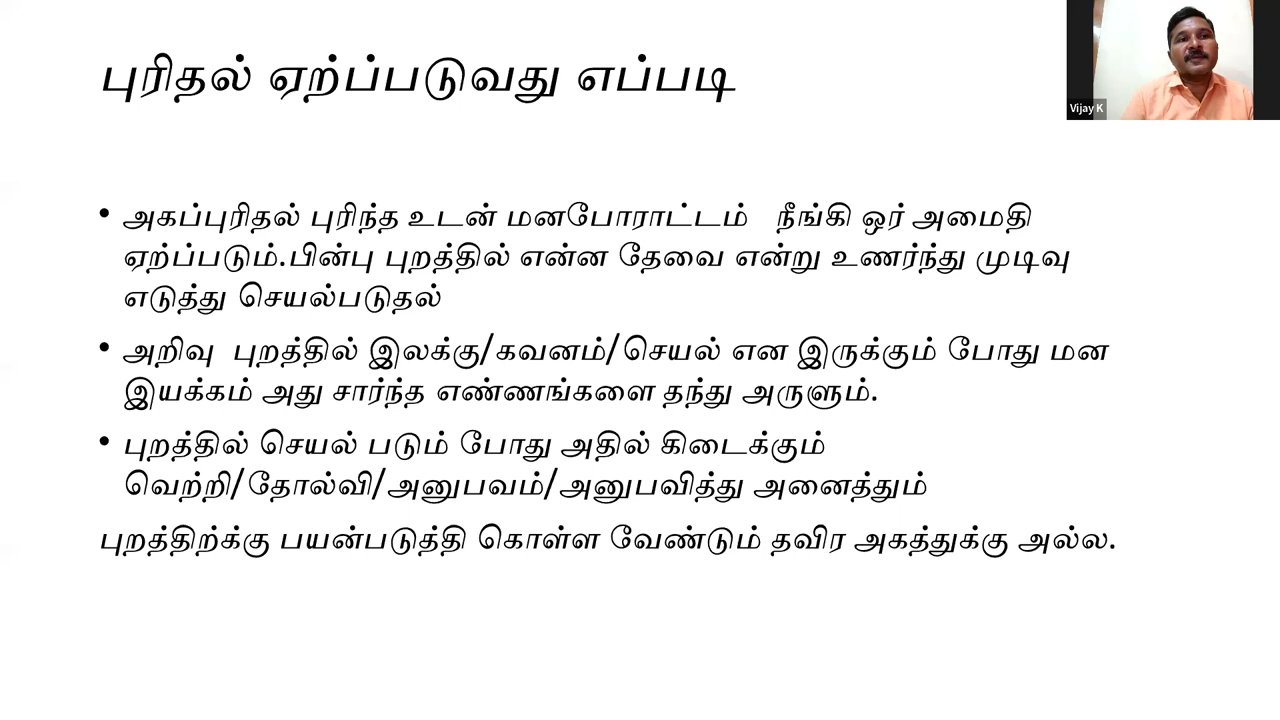 புரிதல் ஏற்ப்படுவது எப்படி
Vijay K
• அகப்புரிதல் புரிந்த உடன் மனபோராட்டம் நீங்கி ஒர் அமைதி
ஏற்ப்படும்.பின்பு புறத்தில் என்ன தேவை என்று உணர்ந்து முடிவு
எடுத்து செயல்படுதல்
• அறிவு புறத்தில் இலக்கு/கவனம்/செயல் என இருக்கும் போது மன
இயக்கம் அது சார்ந்த எண்ணங்களை தந்து அருளும்.
• புறத்தில் செயல் படும் போது அதில் கிடைக்கும்
வெற்றி/தோல்வி/அனுபவம்/அனுபவித்து அனைத்தும்
புறத்திற்க்கு பயன்படுத்தி கொள்ள வேண்டும் தவிர அகத்துக்கு அல்ல.